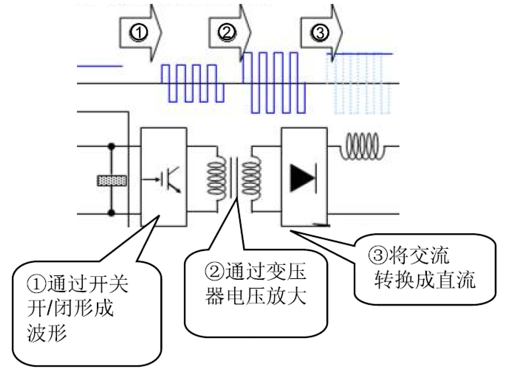 ① ② ③
①通过开关
开/闭形成
波形
②通过变压
器电压放大
③将交流
转换成直流